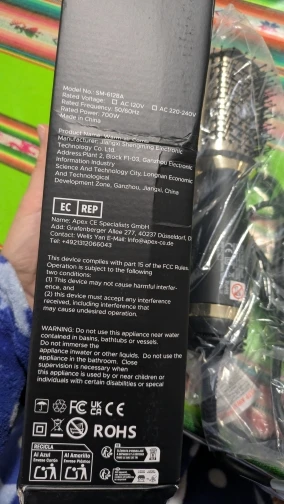 Model No.: SM-6128A
Rated Voltage: ☐ AC 120V ☐ AC 220-240V
Rated Frequency: 50/60Hz
Rated Power: 700W
Made in China
Product Name:
Manufacturer: Jiangxi Shengming Electronic
Technology Co. Ltd.
Address: Plant 2, Block F1-03, Ganzhou Electronic
Information Industry
Science And Technology City, Longnan Economic
And Technological
Development Zone, Ganzhou, Jiangxi, China
EC REP
Name: Apex CE Specialists GmbH
Add: Grafenberger Allee 277, 40237 Düsseldorf, D
Contact: Wells Yan E-Mail: Info@apex-ce.de
Tel: +4921312066043
This device complies with part 15 of the FCC Rules.
Operation is subject to the following
two conditions:
(1) This device may not cause harmful interfer-
ence, and
(2) this device must accept any interference
received, including interference that
may cause undesired operation.
WARNING: Do not use this appliance near water
contained in basins, bathtubs or vessels.
Do not immerse the
appliance inwater or other liquids. Do not use the
appliance in the bathroom. Close
supervision is necessary when
this appliance is used by or near children or
individuals with certain disabilities or special
FC UK CA CE
ROHS
RECICLA
Al Azul
Envase Cartón
Al Amarillo
Envase Plástico